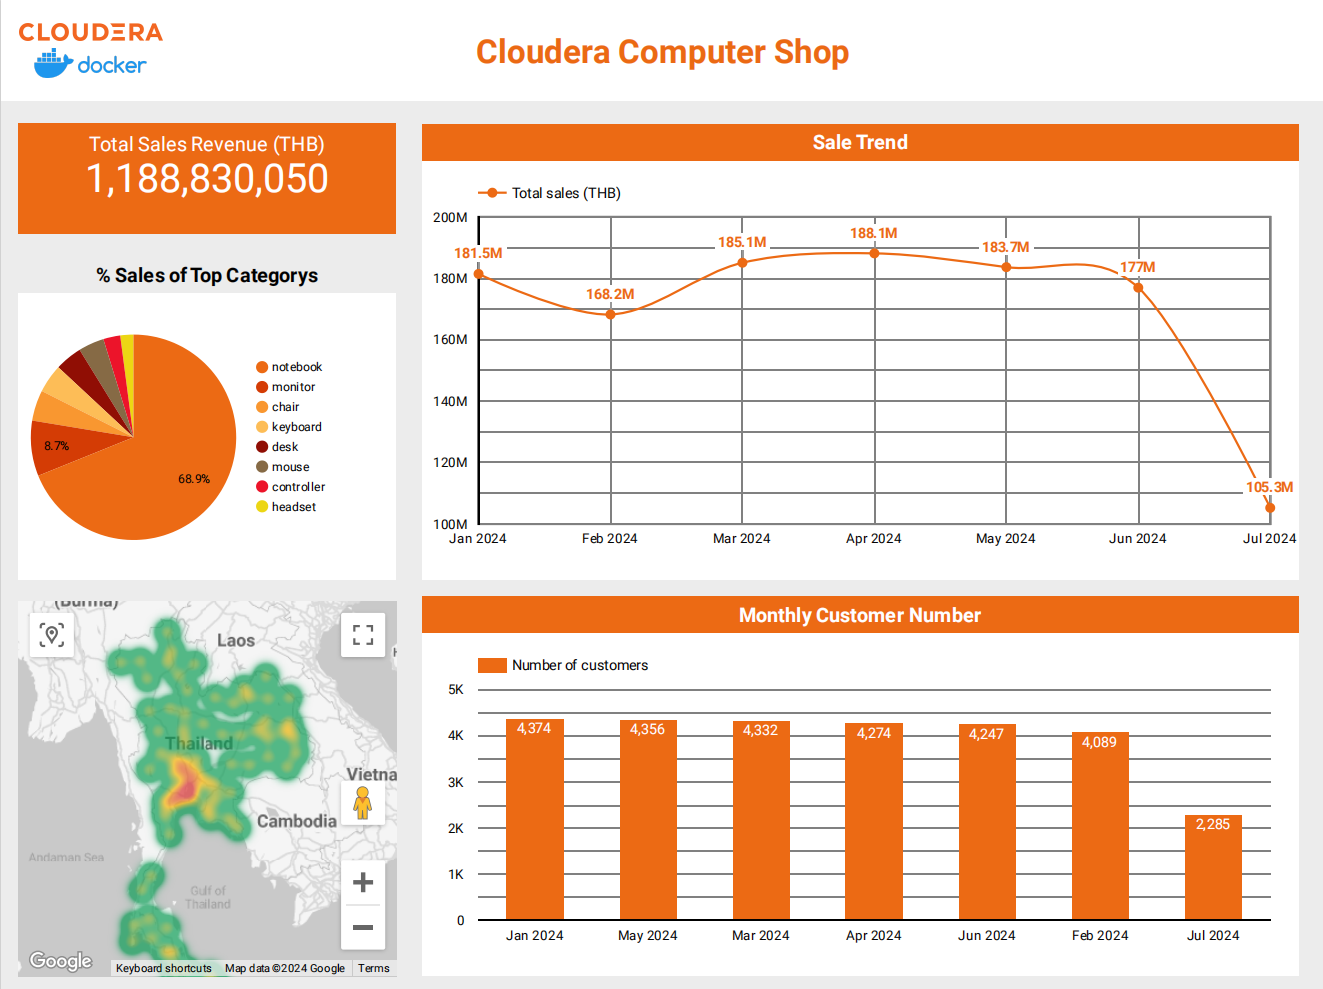 CLOUDERA
docker
Cloudera Computer Shop
Total Sales Revenue (THB)
1,188,830,050
% Sales of Top Categorys
8.7%
68.9%
notebook
monitor
chair
keyboard
desk
mouse
controller
headset
Sale Trend
Total sales (THB)
200M
180M
160M
140M
120M
100M
181.5M
168.2M
185.1M
188.1M
183.7M
177M
105.3M
Jan 2024
Feb 2024
Mar 2024
Apr 2024
May 2024
Jun 2024
Jul 2024
(Burma)
Laos
Thailand
Vietna
Cambodia
Andaman Sea
Gulf of
Thailand
Google
Keyboard shortcuts
Map data ©2024 Google
Terms
Monthly Customer Number
Number of customers
5K
4K
3K
2K
1K
0
4,374
4,356
4,332
4,274
4,247
4,089
2,285
Jan 2024
May 2024
Mar 2024
Apr 2024
Jun 2024
Feb 2024
Jul 2024